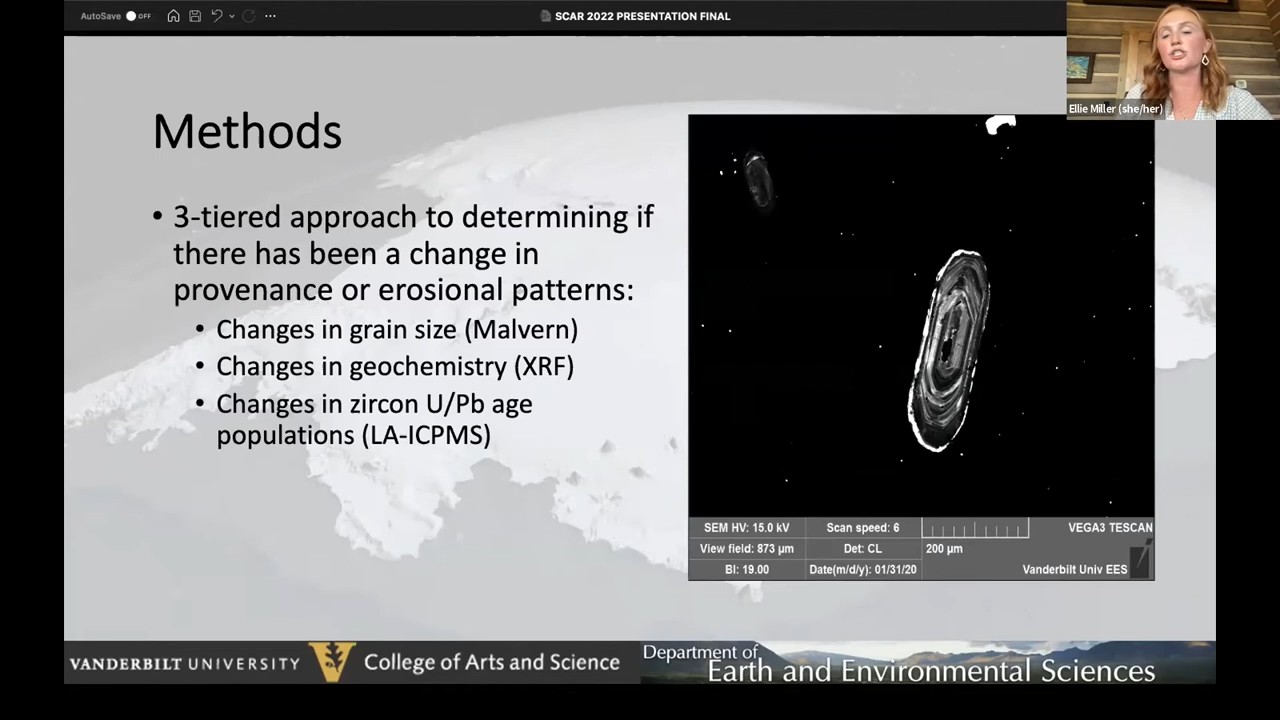 AutoSave OFF
SCAR 2022 PRESENTATION FINAL
Ellie Miller (she/her)
Methods
• 3-tiered approach to determining if
there has been a change in
provenance or erosional patterns:
• Changes in grain size (Malvern)
• Changes in geochemistry (XRF)
• Changes in zircon U/Pb age
populations (LA-ICPMS)
SEM HV: 15.0 kV Scan speed: 6 VEGA3 TESCAN
View field: 873 µm Det: CL 200 µm
BI: 19.00 Date(m/d/y): 01/31/20 Vanderbilt Univ EES
VANDERBILT UNIVERSITY College of Arts and Science
Department of
Earth and Environmental Sciences